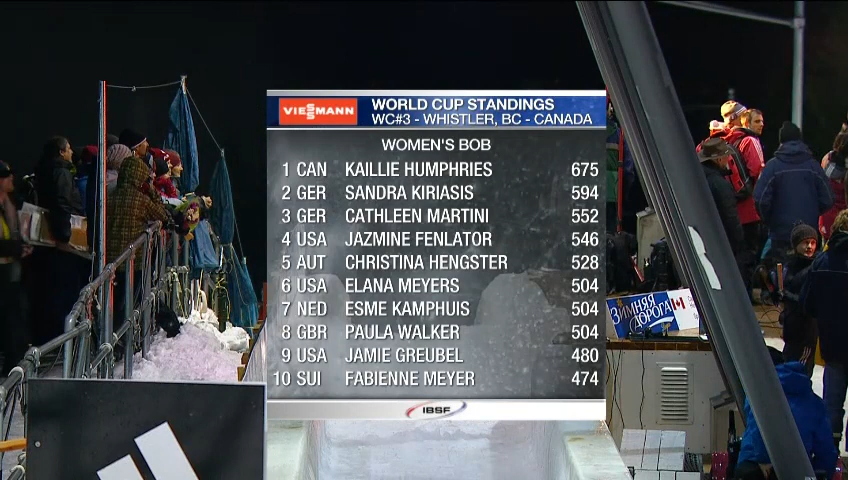 VIESSMANN
WORLD CUP STANDINGS
WC#3 - WHISTLER, BC - CANADA
WOMEN'S BOB
1 CAN KAILLIE HUMPHRIES 675
2 GER SANDRA KIRIASIS 594
3 GER CATHLEEN MARTINI 552
4 USA JAZMINE FENLATOR 546
5 AUT CHRISTINA HENGSTER 528
6 USA ELANA MEYERS 504
7 NED ESME KAMPHUIS 504
8 GBR PAULA WALKER 504
9 USA JAMIE GREUBEL 480
10 SUI FABIENNE MEYER 474
IBSF
ЗИМНЯЯ
ДОРОГА